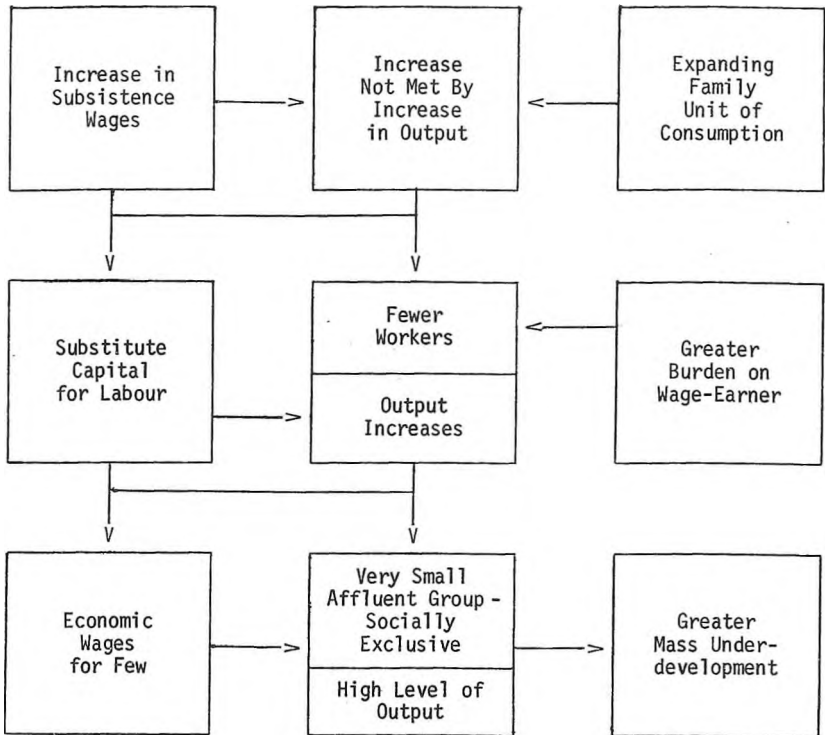 Increase in
Subsistence
Wages
Increase
Not Met By
Increase
in Output
Expanding
Family
Unit of
Consumption
Substitute
Capital
for Labour
Fewer
Workers
Output
Increases
Greater
Burden on
Wage-Earner
Economic
Wages
for Few
Very Small
Affluent Group -
Socially
Exclusive
High Level of
Output
Greater
Mass Under-
development